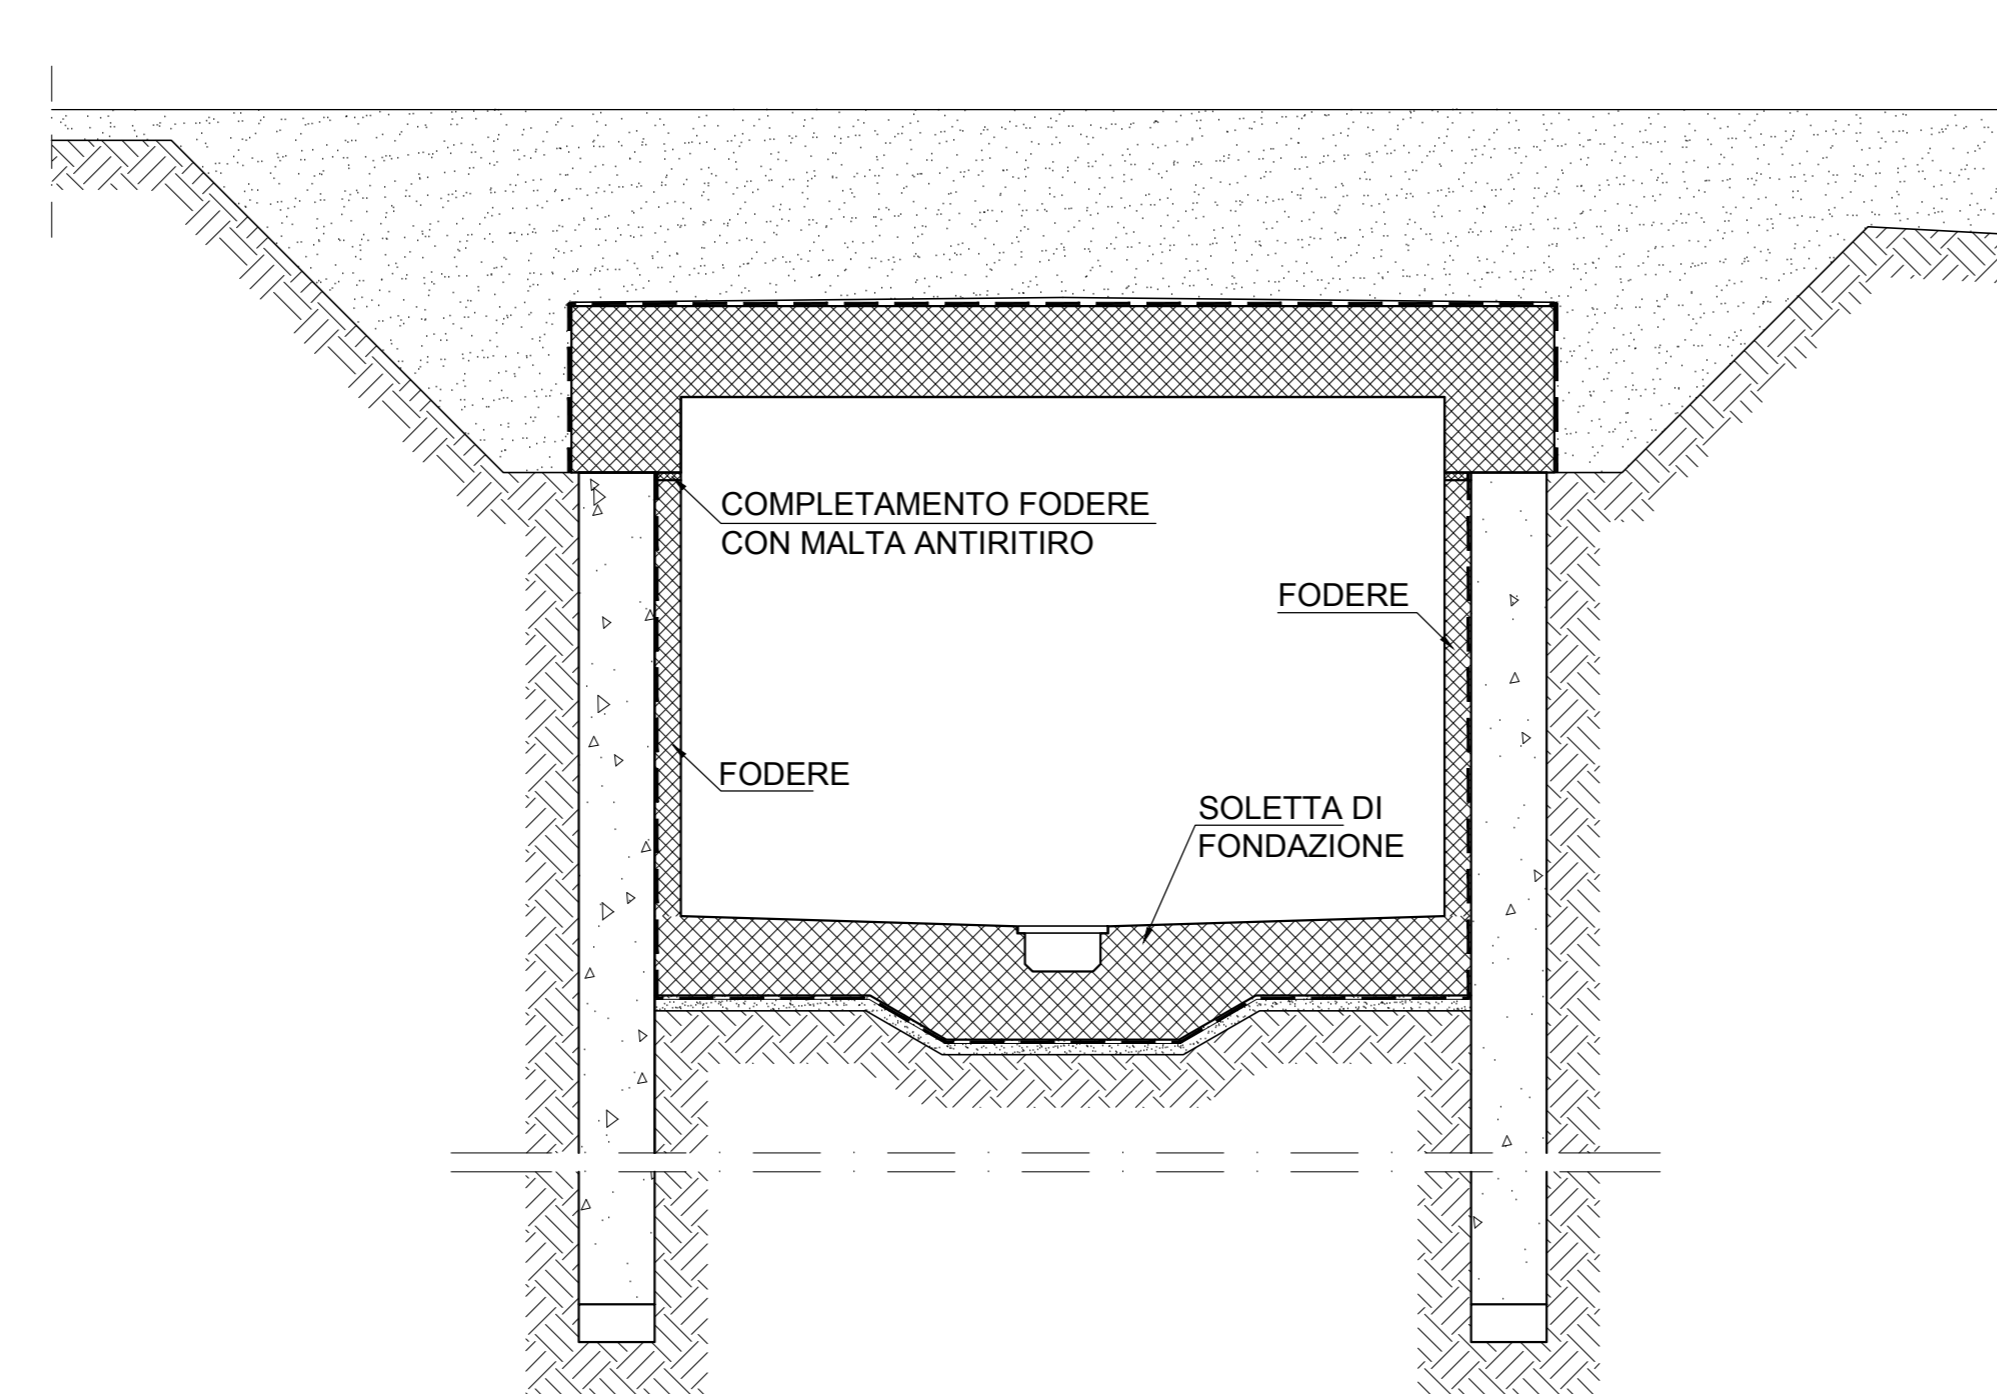 COMPLETAMENTO FODERE
CON MALTA ANTIRITIRO
FODERE
FODERE
SOLETTA DI
FONDAZIONE